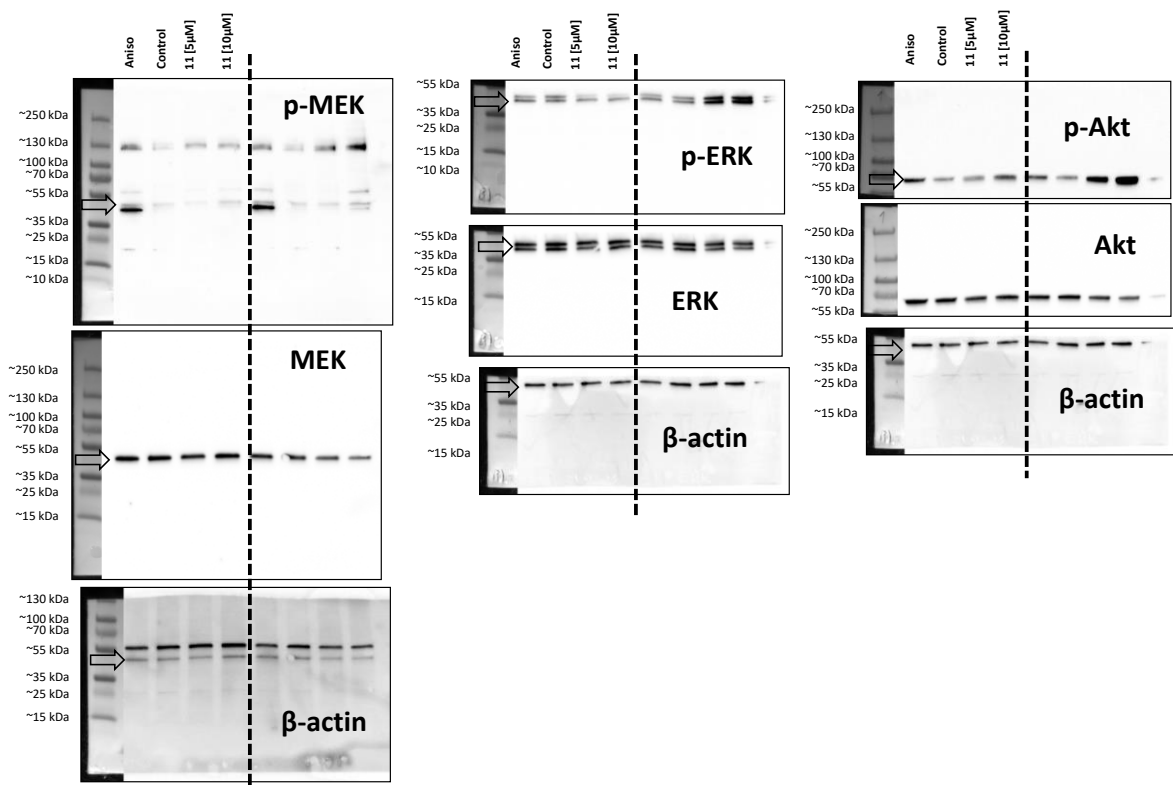 Aniso
Control
11 [5μM]
11 [10μM]
~250 kDa
~130 kDa
~100 kDa
~70 kDa
~55 kDa
~35 kDa
~25 kDa
~15 kDa
~10 kDa
p-MEK
~250 kDa
~130 kDa
~100 kDa
~70 kDa
~55 kDa
~35 kDa
~25 kDa
~15 kDa
MEK
~130 kDa
~100 kDa
~70 kDa
~55 kDa
~35 kDa
~25 kDa
~15 kDa
β-actin
Aniso
Control
11 [5μM]
11 [10μM]
~55 kDa
~35 kDa
~25 kDa
~15 kDa
~10 kDa
p-ERK
~55 kDa
~35 kDa
~25 kDa
~15 kDa
ERK
~55 kDa
~35 kDa
~25 kDa
~15 kDa
β-actin
Aniso
Control
11 [5μM]
11 [10μM]
~250 kDa
~130 kDa
~100 kDa
~70 kDa
~55 kDa
p-Akt
~250 kDa
~130 kDa
~100 kDa
~70 kDa
~55 kDa
Akt
~55 kDa
~35 kDa
~25 kDa
~15 kDa
β-actin